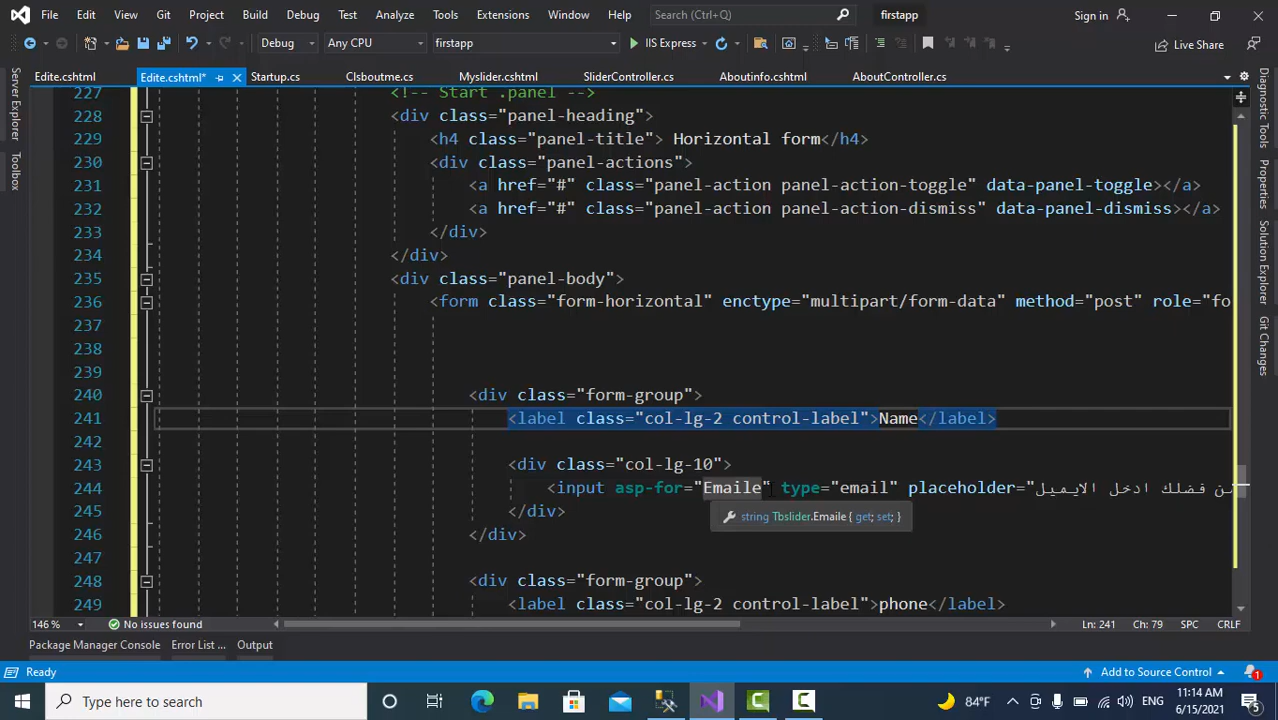 File Edit View Git Project Build Debug Test Analyze Tools Extensions Window Help Search (Ctrl+Q) firstapp Sign in
Debug Any CPU firstapp IIS Express Live Share
Edite.cshtml Edite.cshtml* Startup.cs Clsboutme.cs Myslider.cshtml SliderController.cs Aboutinfo.cshtml AboutController.cs
Server Explorer
Toolbox
227 <!-- Start .panel -->
228 <div class="panel-heading">
229 <h4 class="panel-title"> Horizontal form</h4>
230 <div class="panel-actions">
231 <a href="#" class="panel-action panel-action-toggle" data-panel-toggle></a>
232 <a href="#" class="panel-action panel-action-dismiss" data-panel-dismiss></a>
233 </div>
234 </div>
235 <div class="panel-body">
236 <form class="form-horizontal" enctype="multipart/form-data" method="post" role="fo
237
238
239
240 <div class="form-group">
241 <label class="col-lg-2 control-label">Name</label>
242
243 <div class="col-lg-10">
244 <input asp-for="Emaile" type="email" placeholder="من فضلك ادخل الايميل
245 </div>
string Tbslider.Emaile { get; set; }
246 </div>
247
248 <div class="form-group">
249 <label class="col-lg-2 control-label">phone</label>
Diagnostic Tools
Properties
Solution Explorer
Git Changes
146 % No issues found Ln: 241 Ch: 79 SPC CRLF
Package Manager Console Error List ... Output
Ready Add to Source Control 1
Type here to search 84°F ENG 11:14 AM 6/15/2021 5